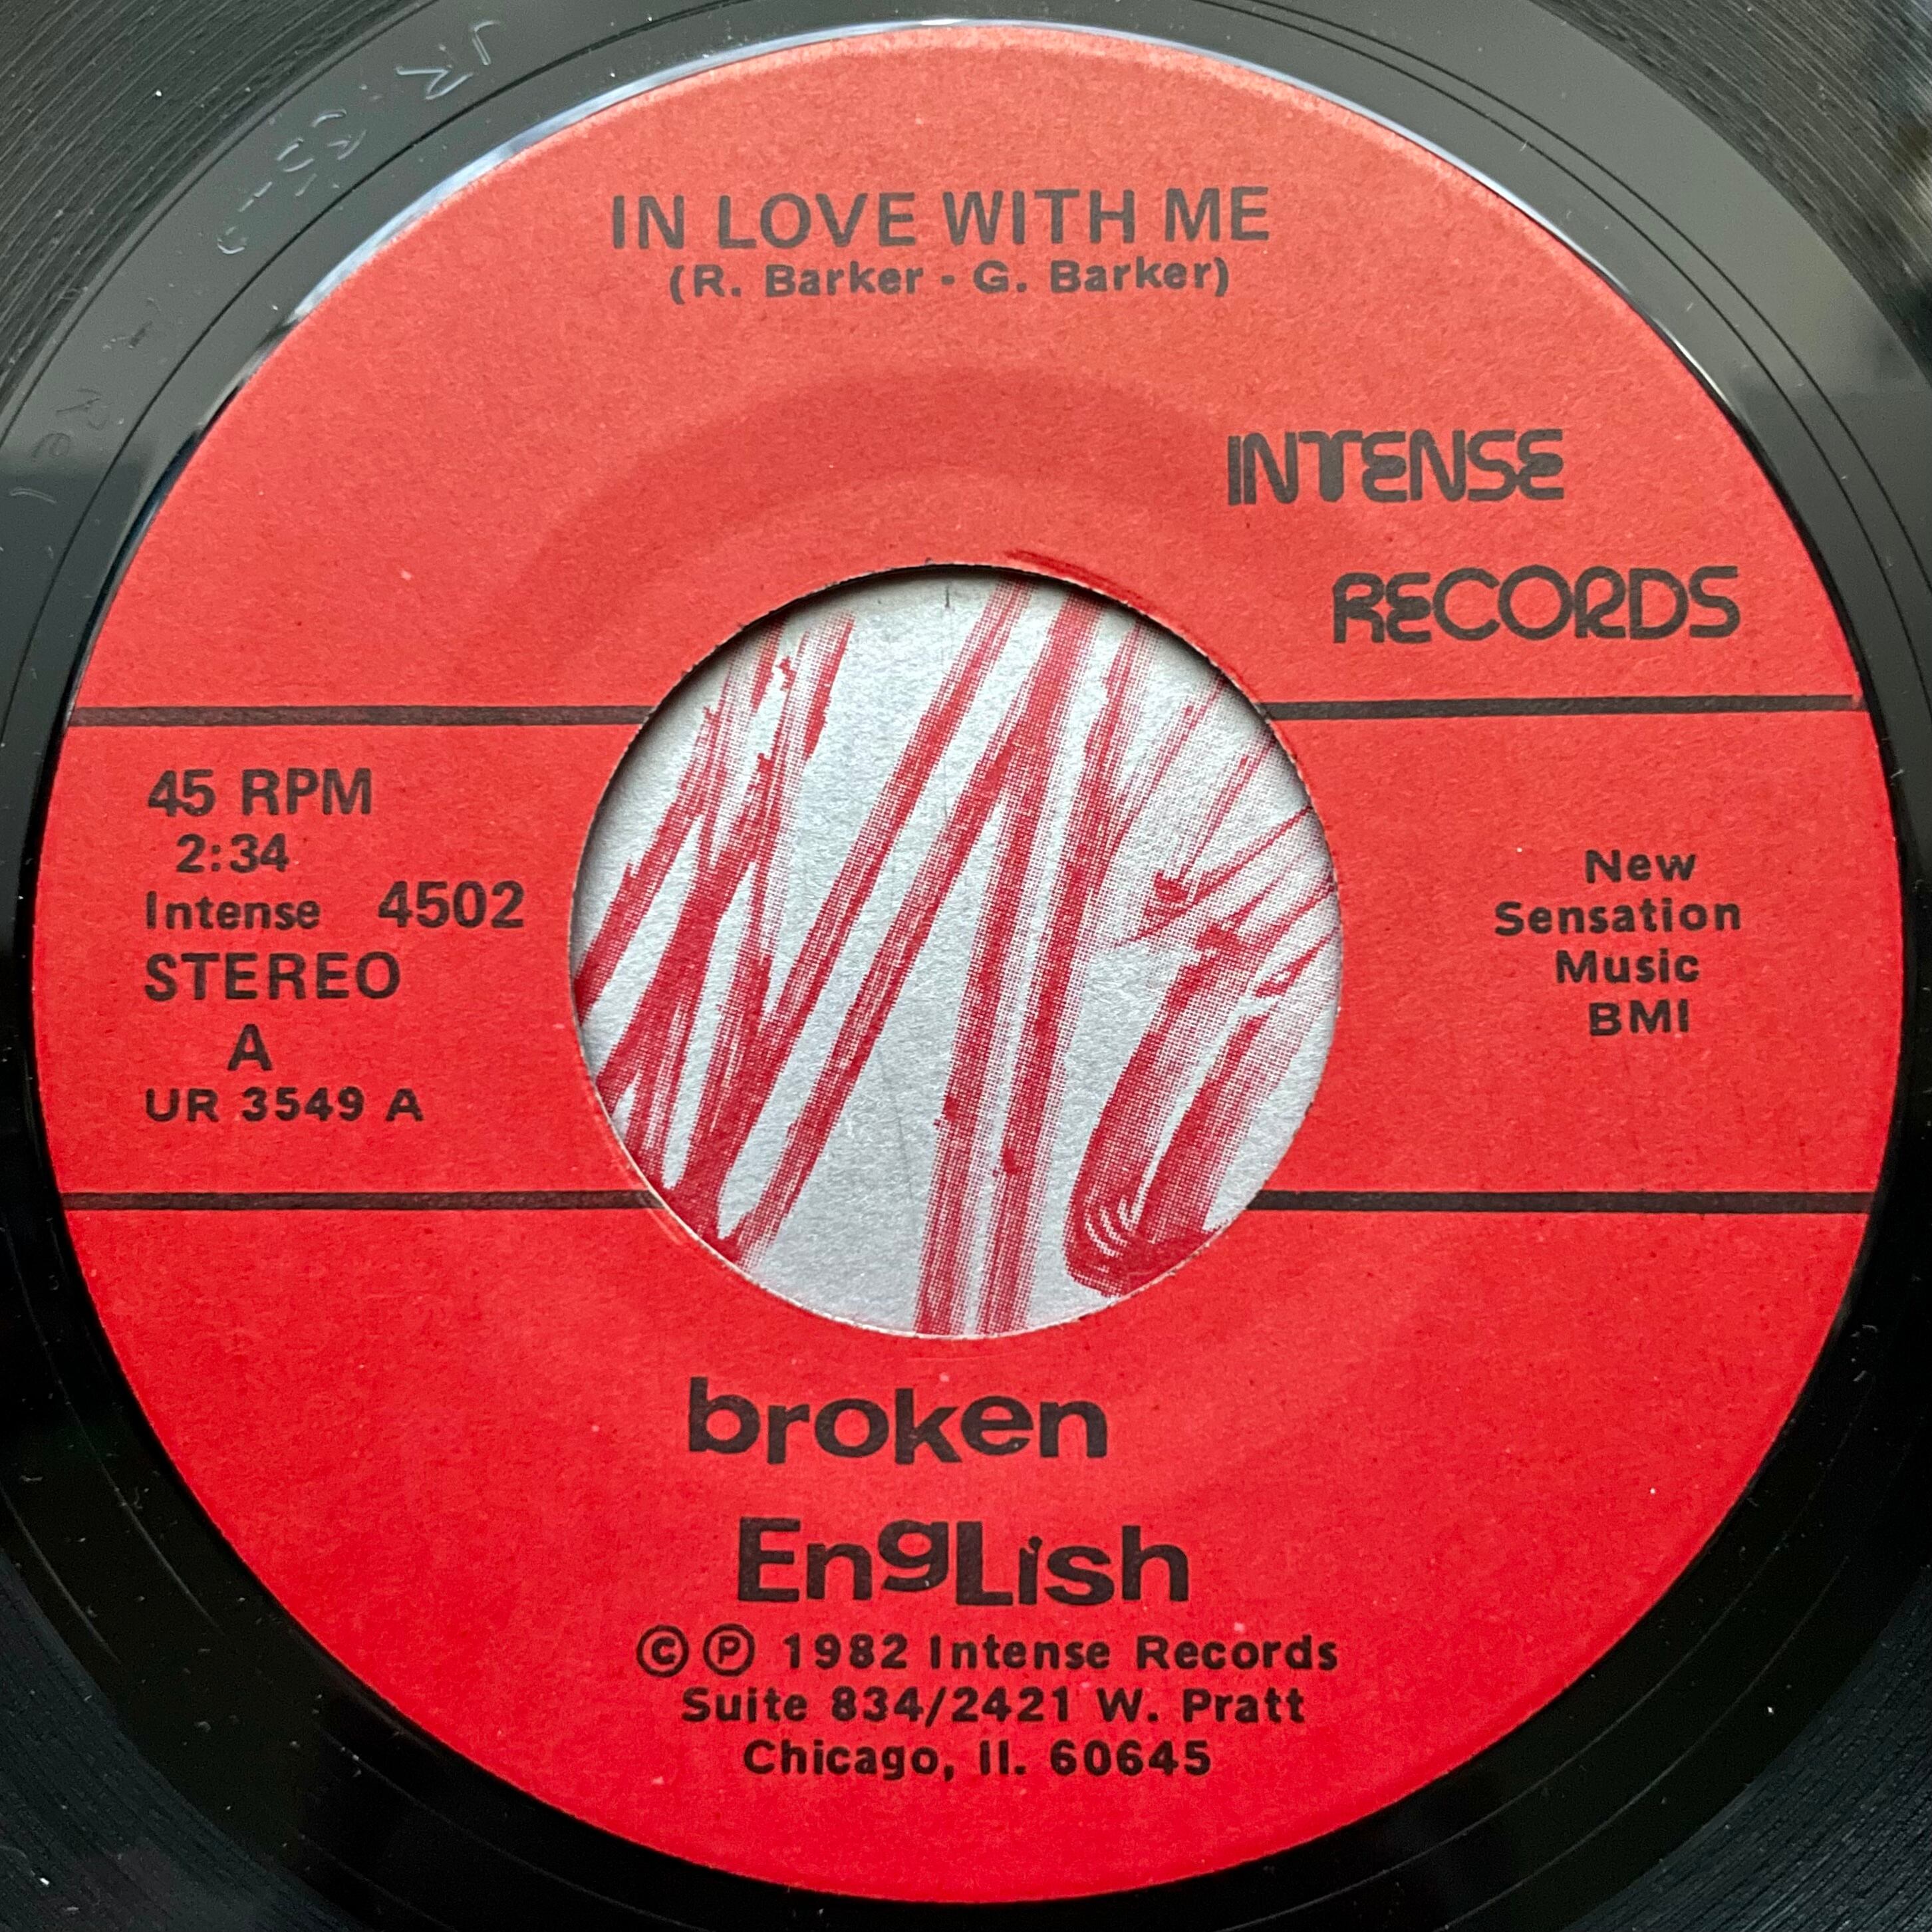 IN LOVE WITH ME
(R. Barker - G. Barker)
INTENSE
RECORDS
45 RPM
2:34
Intense 4502
STEREO
A
UR 3549 A
New
Sensation
Music
BMI
broken
EngLish
© ℗ 1982 Intense Records
Suite 834/2421 W. Pratt
Chicago, Il. 60645